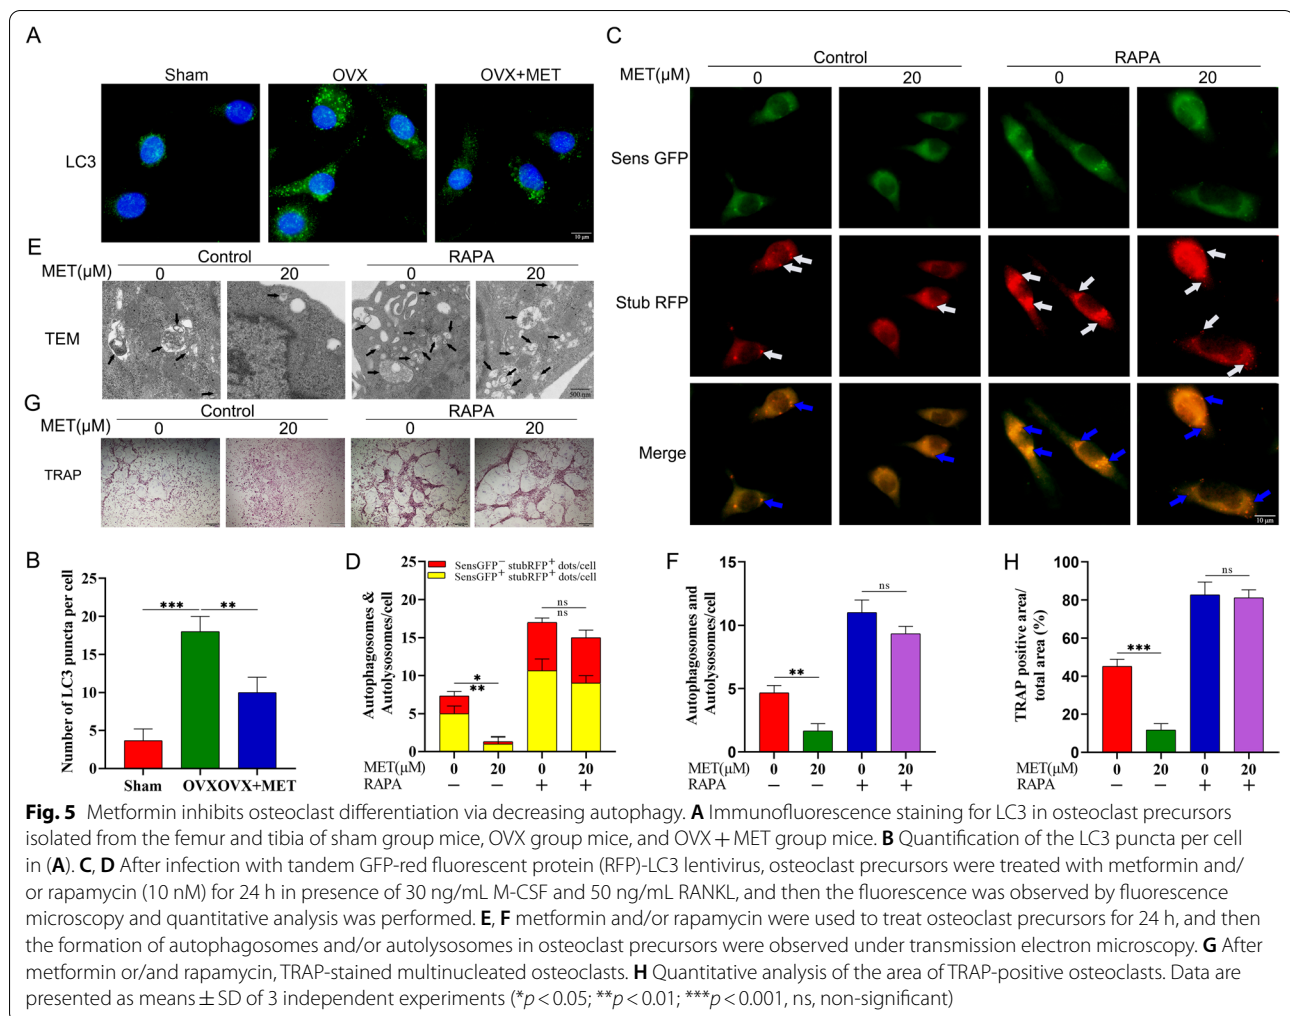 A
Sham OVX OVX+MET
LC3
10 μm
C
Control RAPA
MET(μM) 0 20 0 20
Sens GFP
Stub RFP
Merge
10 μm
E
Control RAPA
MET(μM) 0 20 0 20
TEM
500 nm
G
Control RAPA
MET(μM) 0 20 0 20
TRAP
B
Number of LC3 puncta per cell
25
20
15
10
5
0
*** **
Sham OVX OVX+MET
D
Autophagosomes &
Autolysosomes/cell
25
20
15
10
5
0
SensGFP⁻ stubRFP⁺ dots/cell
SensGFP⁺ stubRFP⁺ dots/cell
ns
ns
*
**
MET(μM) 0 20 0 20
RAPA − − + +
F
Autophagosomes and
Autolysosomes/cell
15
10
5
0
ns
**
MET(μM) 0 20 0 20
RAPA − − + +
H
TRAP positive area/
total area (%)
100
80
60
40
20
0
ns
***
MET(μM) 0 20 0 20
RAPA − − + +
Fig. 5 Metformin inhibits osteoclast differentiation via decreasing autophagy. A Immunofluorescence staining for LC3 in osteoclast precursors
isolated from the femur and tibia of sham group mice, OVX group mice, and OVX + MET group mice. B Quantification of the LC3 puncta per cell
in (A). C, D After infection with tandem GFP-red fluorescent protein (RFP)-LC3 lentivirus, osteoclast precursors were treated with metformin and/
or rapamycin (10 nM) for 24 h in presence of 30 ng/mL M-CSF and 50 ng/mL RANKL, and then the fluorescence was observed by fluorescence
microscopy and quantitative analysis was performed. E, F metformin and/or rapamycin were used to treat osteoclast precursors for 24 h, and then
the formation of autophagosomes and/or autolysosomes in osteoclast precursors were observed under transmission electron microscopy. G After
metformin or/and rapamycin, TRAP-stained multinucleated osteoclasts. H Quantitative analysis of the area of TRAP-positive osteoclasts. Data are
presented as means ± SD of 3 independent experiments (*p < 0.05; **p < 0.01; ***p < 0.001, ns, non-significant)